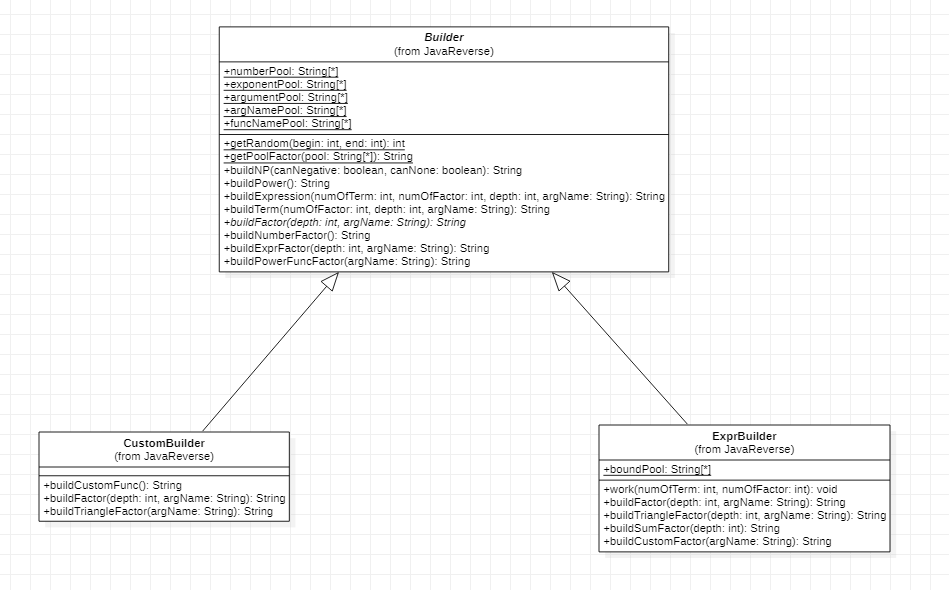 Builder
(from JavaReverse)
+numberPool: String[*]
+exponentPool: String[*]
+argumentPool: String[*]
+argNamePool: String[*]
+funcNamePool: String[*]
+getRandom(begin: int, end: int): int
+getPoolFactor(pool: String[*]): String
+buildNP(canNegative: boolean, canNone: boolean): String
+buildPower(): String
+buildExpression(numOfTerm: int, numOfFactor: int, depth: int, argName: String): String
+buildTerm(numOfFactor: int, depth: int, argName: String): String
+buildFactor(depth: int, argName: String): String
+buildNumberFactor(): String
+buildExprFactor(depth: int, argName: String): String
+buildPowerFuncFactor(argName: String): String
CustomBuilder
(from JavaReverse)
+buildCustomFunc(): String
+buildFactor(depth: int, argName: String): String
+buildTriangleFactor(argName: String): String
ExprBuilder
(from JavaReverse)
+boundPool: String[*]
+work(numOfTerm: int, numOfFactor: int): void
+buildFactor(depth: int, argName: String): String
+buildTriangleFactor(depth: int, argName: String): String
+buildSumFactor(depth: int): String
+buildCustomFactor(argName: String): String